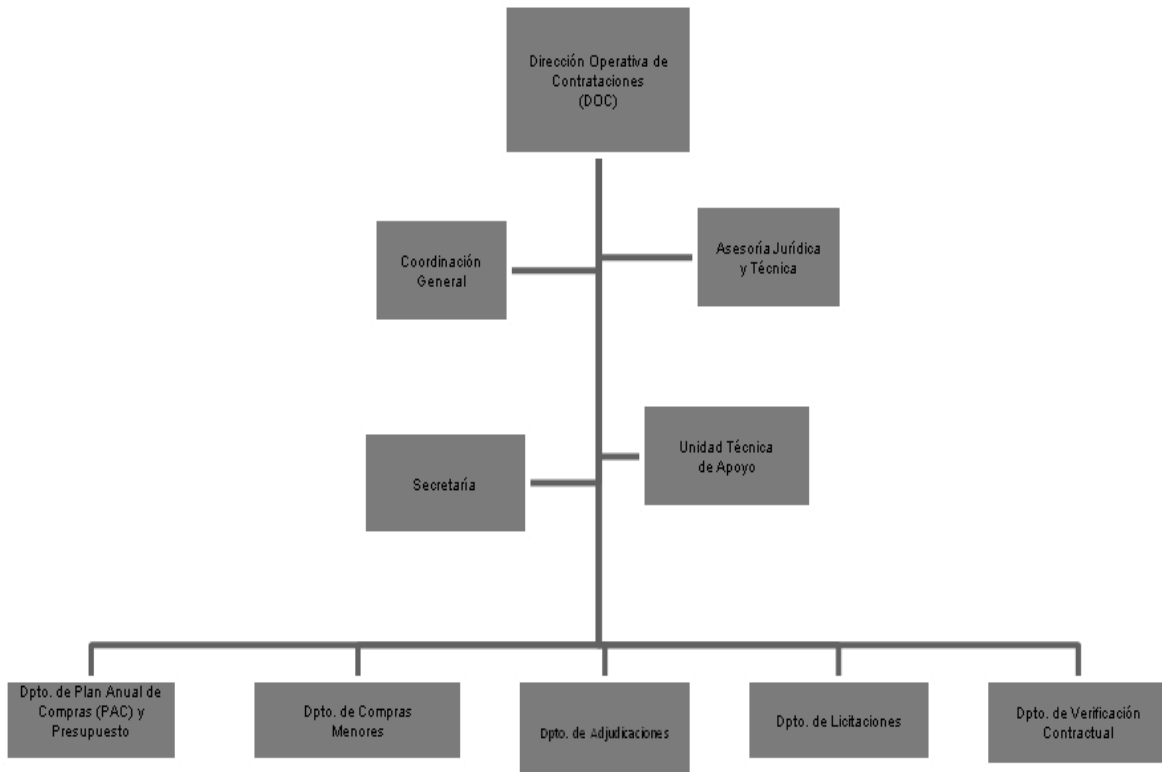 Dirección Operativa de
Contrataciones
(DOC)
Coordinación
General
Asesoría Jurídica
y Técnica
Secretaría
Unidad Técnica
de Apoyo
Dpto. de Plan Anual de
Compras (PAC) y
Presupuesto
Dpto. de Compras
Menores
Dpto. de Adjudicaciones
Dpto. de Licitaciones
Dpto. de Verificación
Contractual